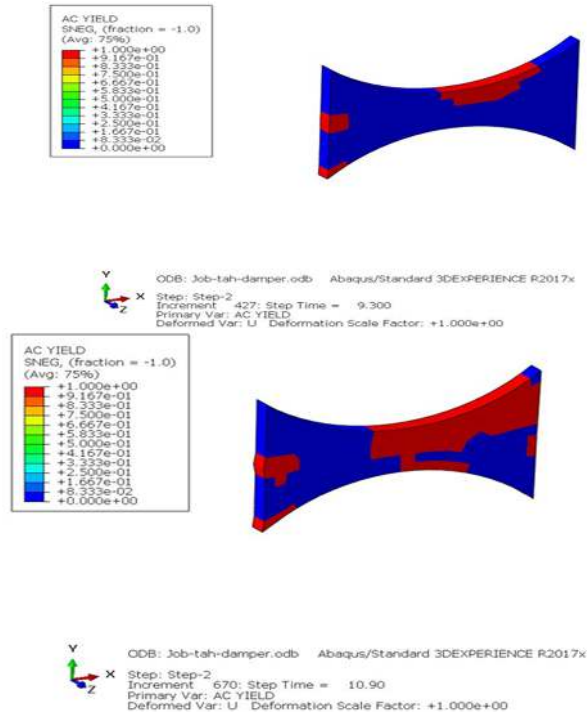 AC YIELD
SNEG, (fraction = -1.0)
(Avg: 75%)
+1.000e+00
+9.167e-01
+8.333e-01
+7.500e-01
+6.667e-01
+5.833e-01
+5.000e-01
+4.167e-01
+3.333e-01
+2.500e-01
+1.667e-01
+8.333e-02
+0.000e+00
Y
X
Z
ODB: Job-tah-damper.odb Abaqus/Standard 3DEXPERIENCE R2017x
Step: Step-2
Increment 427: Step Time = 9.300
Primary Var: AC YIELD
Deformed Var: U Deformation Scale Factor: +1.000e+00
AC YIELD
SNEG, (fraction = -1.0)
(Avg: 75%)
+1.000e+00
+9.167e-01
+8.333e-01
+7.500e-01
+6.667e-01
+5.833e-01
+5.000e-01
+4.167e-01
+3.333e-01
+2.500e-01
+1.667e-01
+8.333e-02
+0.000e+00
Y
X
Z
ODB: Job-tah-damper.odb Abaqus/Standard 3DEXPERIENCE R2017x
Step: Step-2
Increment 670: Step Time = 10.90
Primary Var: AC YIELD
Deformed Var: U Deformation Scale Factor: +1.000e+00